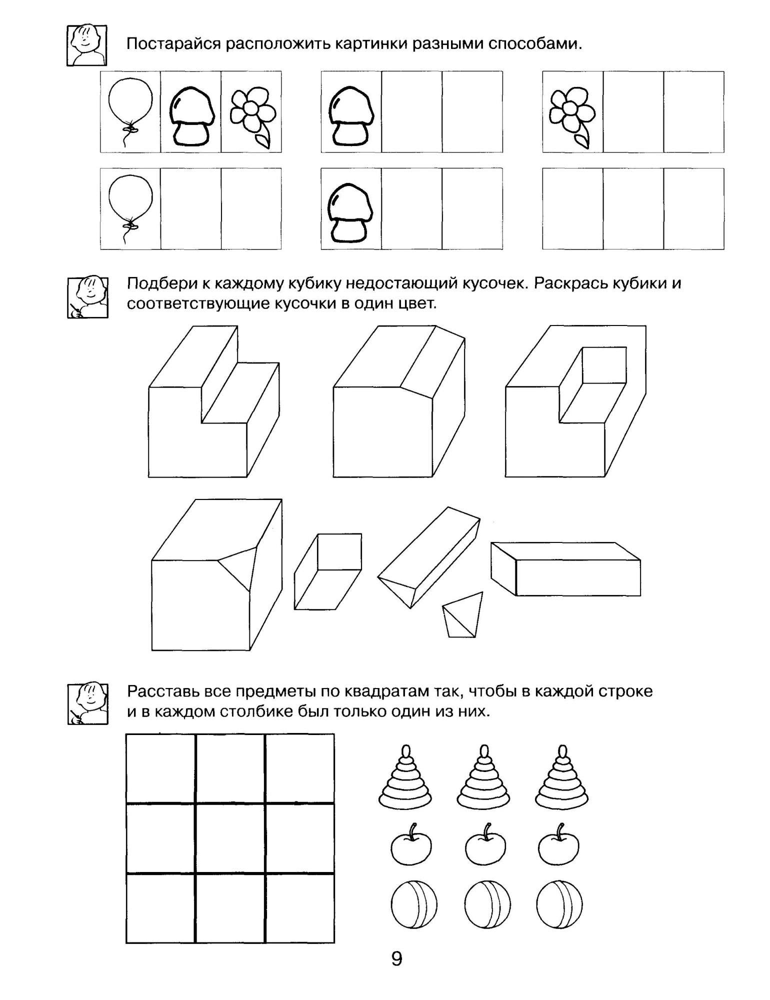 Постарайся расположить картинки разными способами.
Подбери к каждому кубику недостающий кусочек. Раскрась кубики и
соответствующие кусочки в один цвет.
Расставь все предметы по квадратам так, чтобы в каждой строке
и в каждом столбике был только один из них.
9